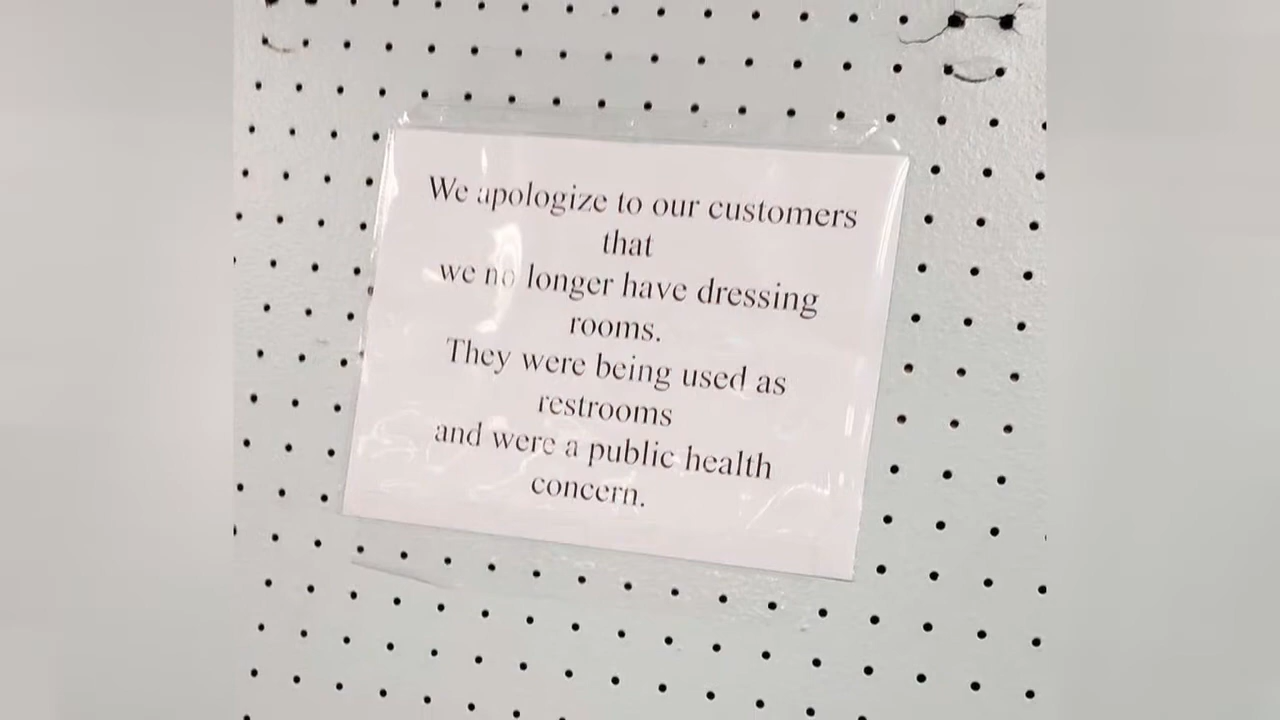 We apologize to our customers
that
we no longer have dressing
rooms.
They were being used as
restrooms
and were a public health
concern.